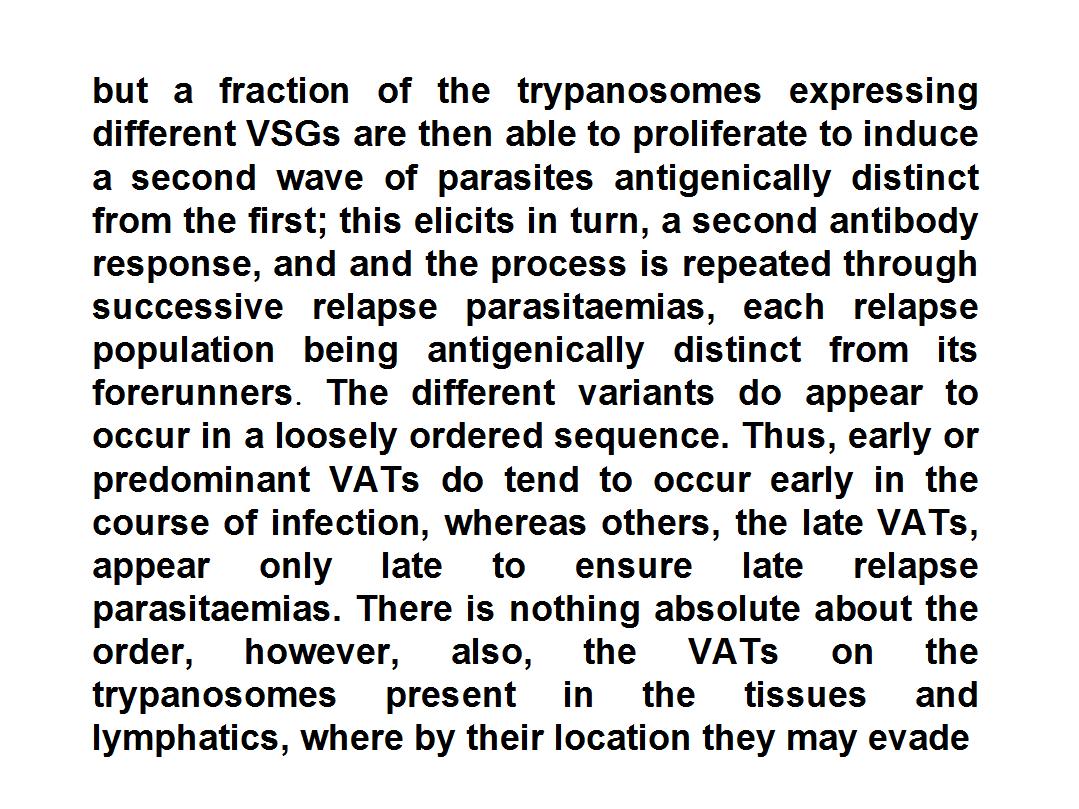 but a fraction of the trypanosomes expressing
different VSGs are then able to proliferate to induce
a second wave of parasites antigenically distinct
from the first; this elicits in turn, a second antibody
response, and and the process is repeated through
successive relapse parasitaemias, each relapse
population being antigenically distinct from its
forerunners. The different variants do appear to
occur in a loosely ordered sequence. Thus, early or
predominant VATs do tend to occur early in the
course of infection, whereas others, the late VATs,
appear only late to ensure late relapse
parasitaemias. There is nothing absolute about the
order, however, also, the VATs on the
trypanosomes present in the tissues and
lymphatics, where by their location they may evade